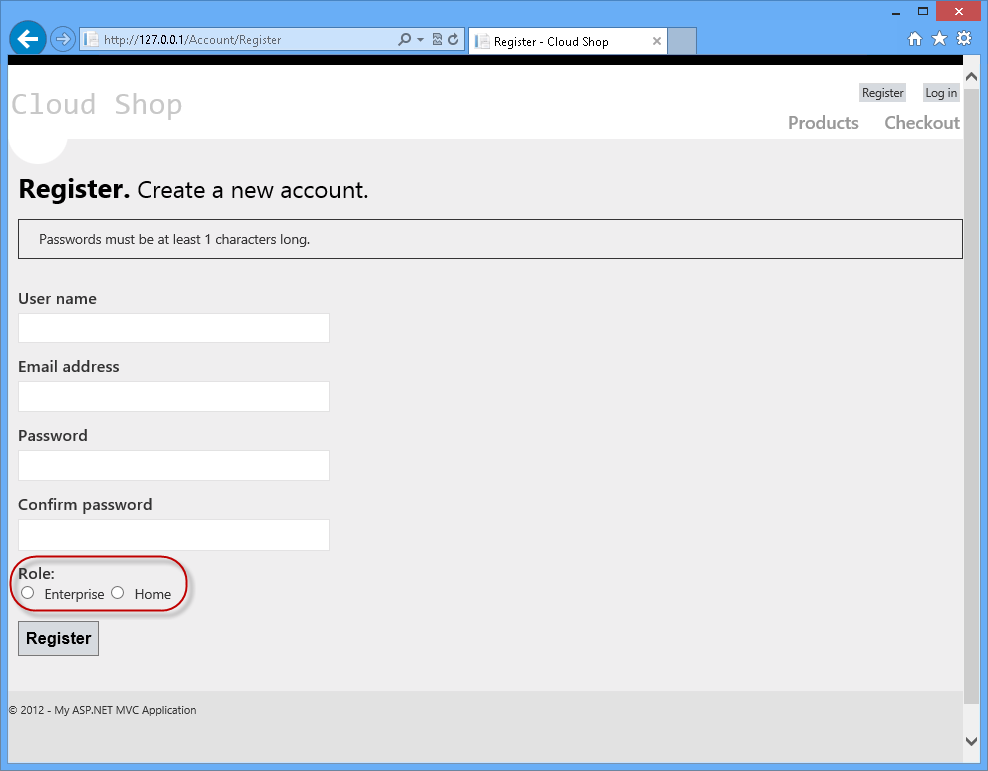 http://127.0.0.1/Account/Register
Register - Cloud Shop
Cloud Shop
Register Log in
Products Checkout
Register. Create a new account.
Passwords must be at least 1 characters long.
User name
Email address
Password
Confirm password
Role:
Enterprise Home
Register
© 2012 - My ASP.NET MVC Application